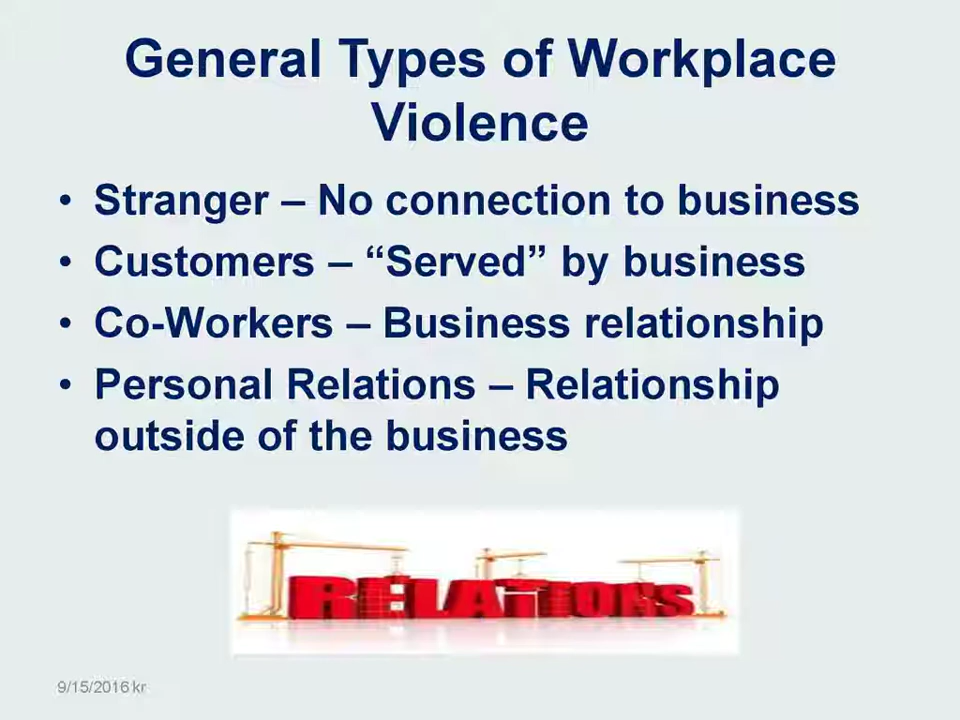 General Types of Workplace
Violence
• Stranger – No connection to business
• Customers – “Served” by business
• Co-Workers – Business relationship
• Personal Relations – Relationship
outside of the business
RELATIONS
9/15/2016 kr